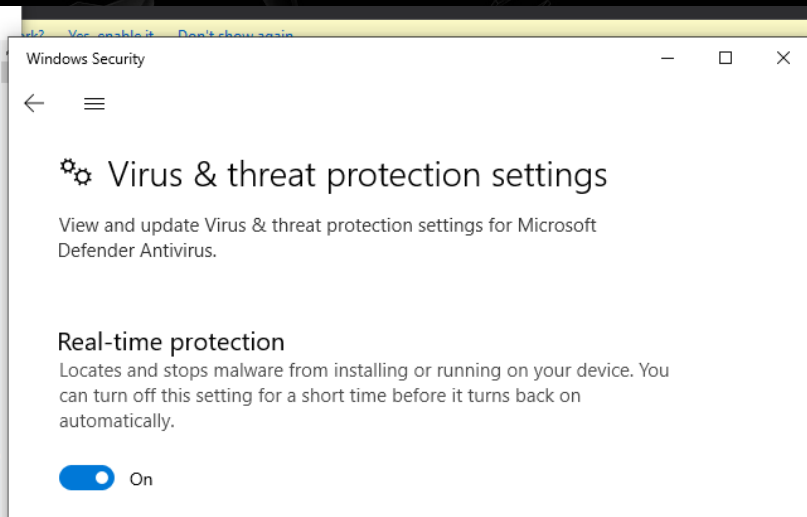 Yes, enable it Don't show again
Windows Security
Virus & threat protection settings
View and update Virus & threat protection settings for Microsoft
Defender Antivirus.
Real-time protection
Locates and stops malware from installing or running on your device. You
can turn off this setting for a short time before it turns back on
automatically.
On